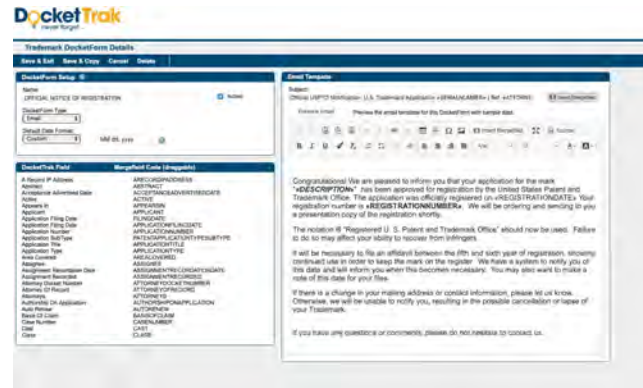 DocketTrak
never forget
Trademark DocketForm Details
Save & Exit Save & Copy Cancel Delete
DocketForm Setup
Name:
OFFICIAL NOTICE OF REGISTRATION
Active
DocketForm Type:
Email
Default Date Format:
Custom
MM dd, yyyy
DocketTrak Field Mergefield Code (draggable)
A Record IP Address ARECORDIPADDRESS
Abstract ABSTRACT
Acceptance Advertised Date ACCEPTANCEADVERTISEDDATE
Active ACTIVE
Appears In APPEARSIN
Applicant APPLICANT
Application Filing Date FILINGDATE
Application Filing Date APPLICATIONFILINGDATE
Application Number APPLICATIONNUMBER
Application SubType PATENTAPPLICATIONTYPESUBTYPE
Application Title APPLICATIONTITLE
Application Type APPLICATIONTYPE
Area Covered AREACOVERED
Assignee ASSIGNEE
Assignment Recordation Date ASSIGNMENTRECORDATIONDATE
Assignment Recorded ASSIGNMENTRECORDED
Attorney Docket Number ATTORNEYDOCKETNUMBER
Attorney Of Record ATTORNEYOFRECORD
Attorneys ATTORNEYS
Authorship On Application AUTHORSHIPONAPPLICATION
Auto Renew AUTORENEW
Basis Of Claim BASISOFCLAIM
Case Number CASENUMBER
Cast CAST
Class CLASS
Email Template
Subject:
Official USPTO Notification: U.S. Trademark Application «SERIALNUMBER» | Ref: «ATTORNE
Insert Mergefield
Preview Email Preview the email template for this DocketForm with sample data.
Insert Mergefield
Source
Congratulations! We are pleased to inform you that your application for the mark
"«DESCRIPTION»" has been approved for registration by the United States Patent and
Trademark Office. The application was officially registered on «REGISTRATIONDATE» Your
registration number is «REGISTRATIONNUMBER». We will be ordering and sending to you
a presentation copy of the registration shortly.
The notation ® "Registered U. S. Patent and Trademark Office" should now be used. Failure
to do so may affect your ability to recover from infringers.
It will be necessary to file an affidavit between the fifth and sixth year of registration, showing
continued use in order to keep the mark on the register. We have a system to notify you of
this date and will inform you when this becomes necessary. You may also want to make a
note of this date for your files.
If there is a change in your mailing address or contact information, please let us know.
Otherwise, we will be unable to notify you, resulting in the possible cancellation or lapse of
your Trademark.
If you have any questions or comments, please do not hesitate to contact us.